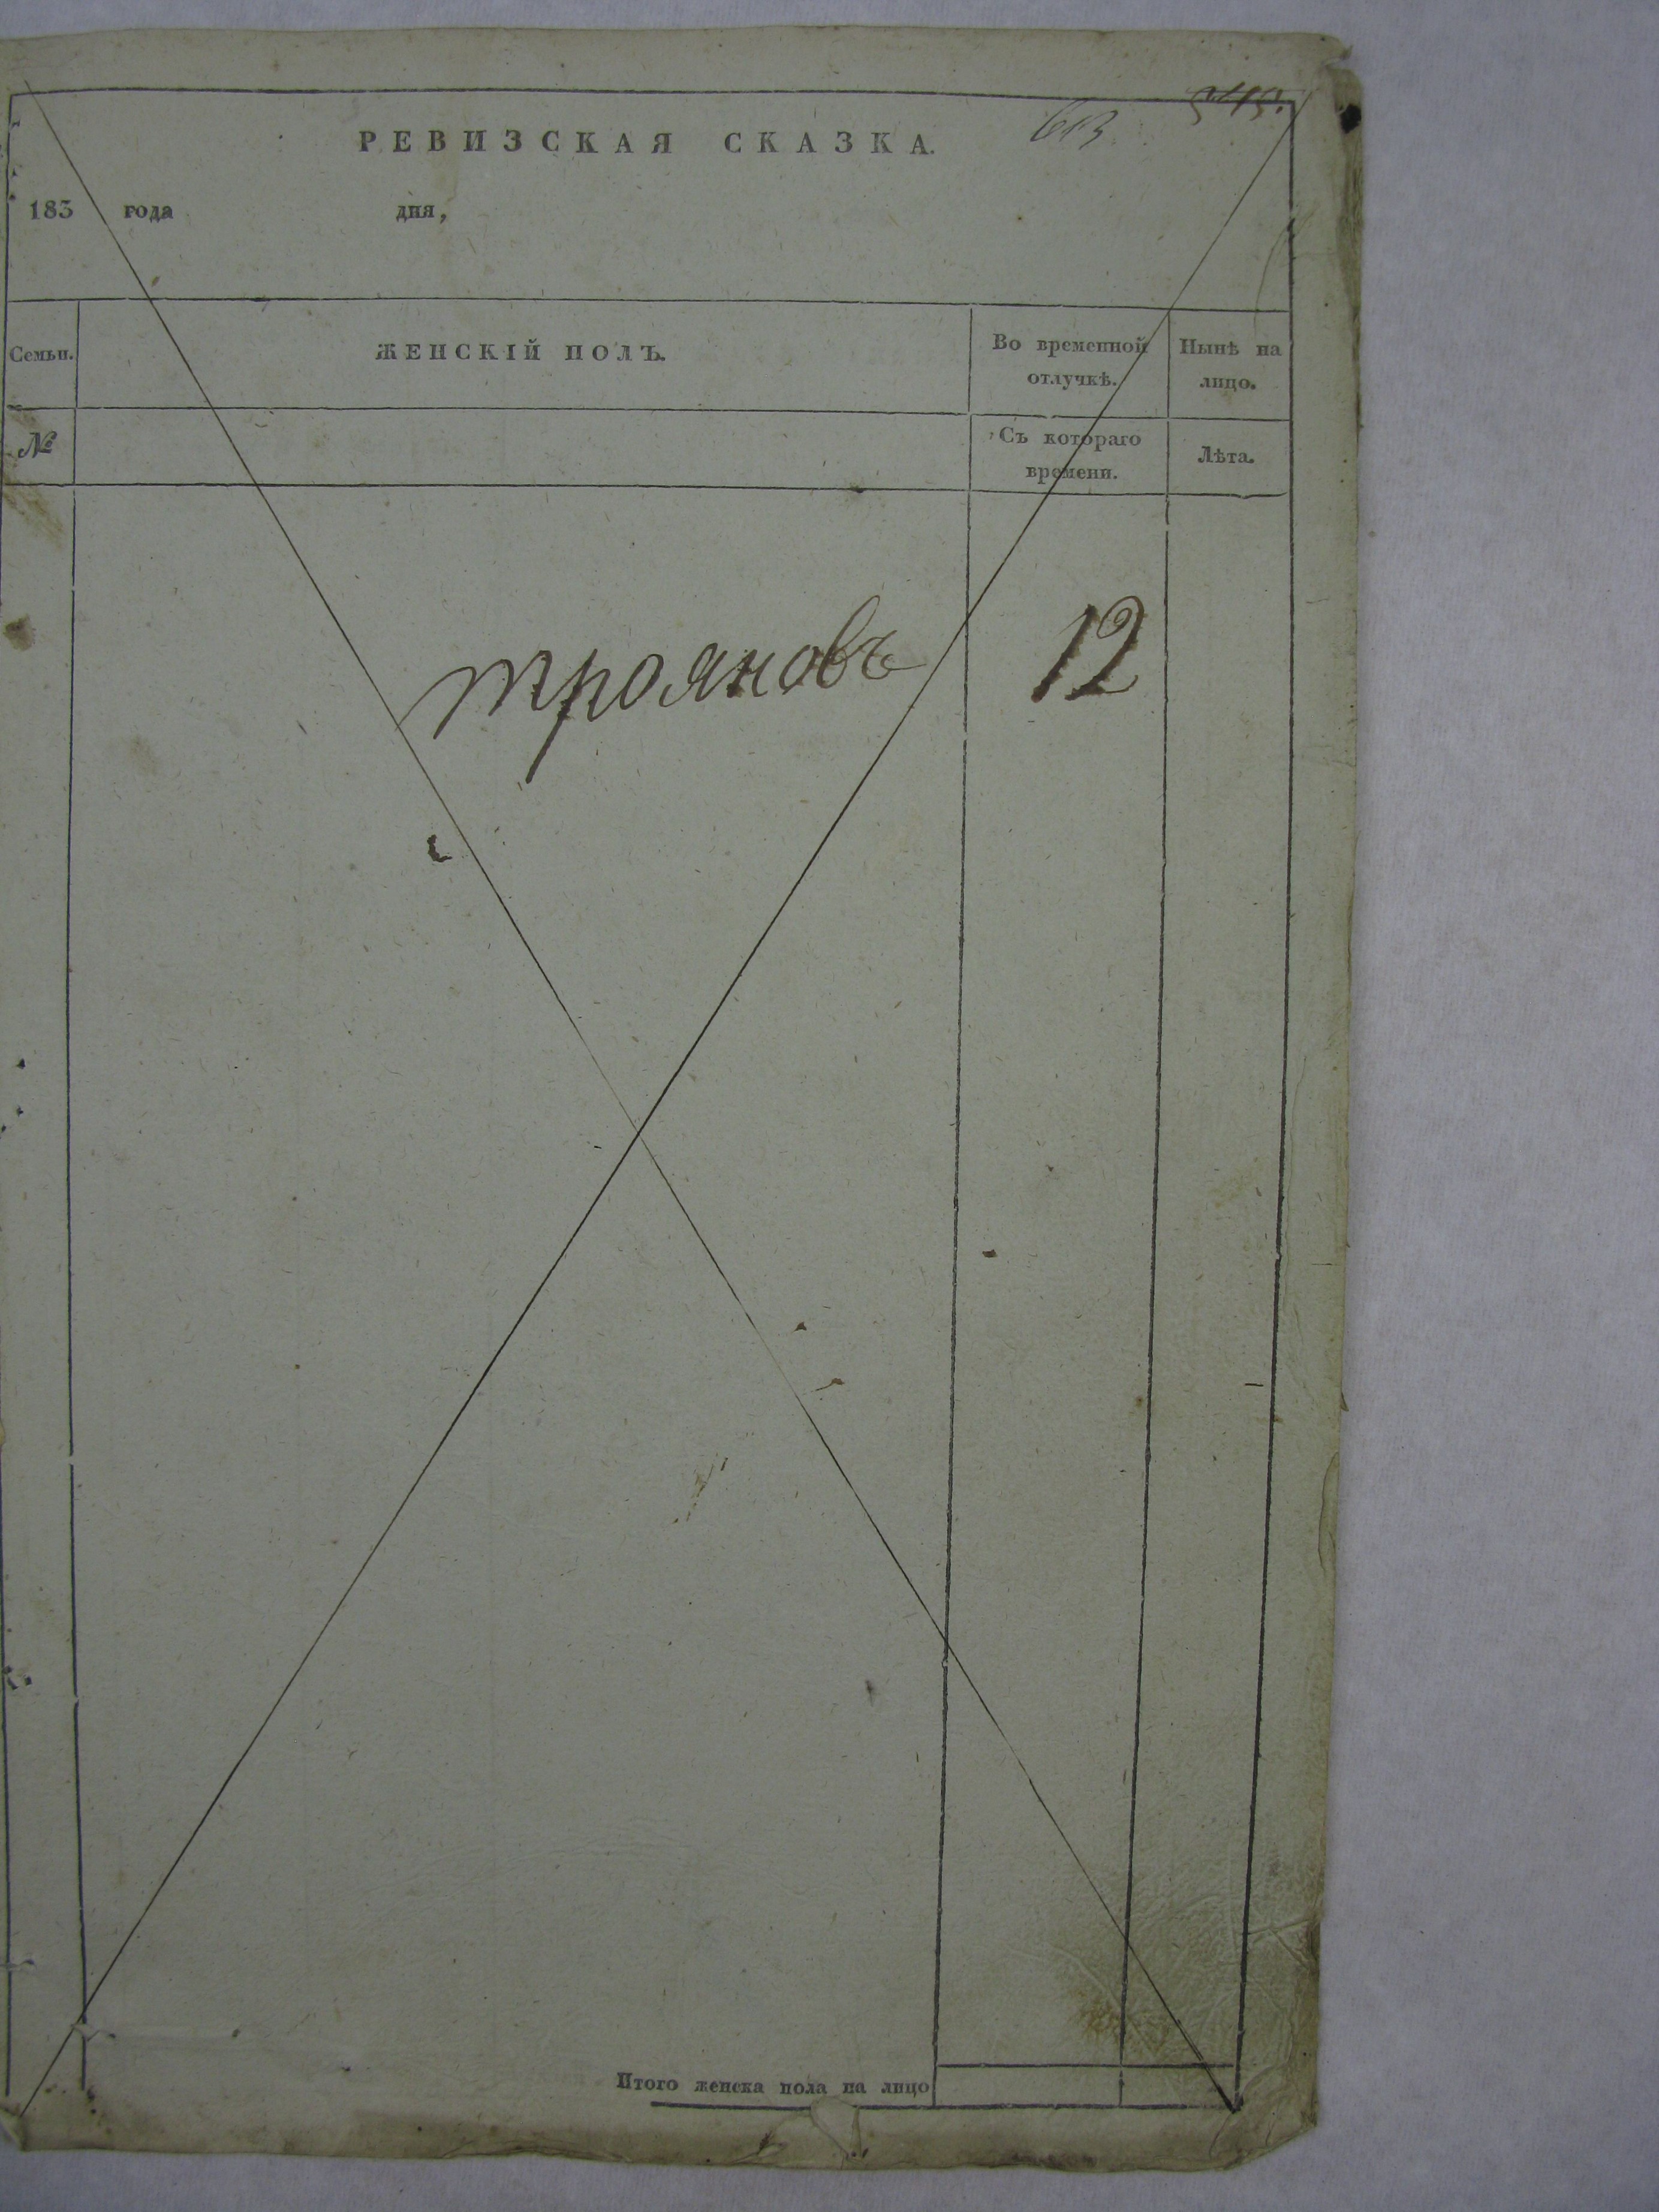 613
РЕВИЗСКАЯ СКАЗКА.
183 года дня,
Семьи. ЖЕНСКІЙ ПОЛЪ. Во временной отлучкѣ. Нынѣ на лицо.
№ Съ котораго времени. Лѣта.
трояновъ 12
Итого женска пола на лицо